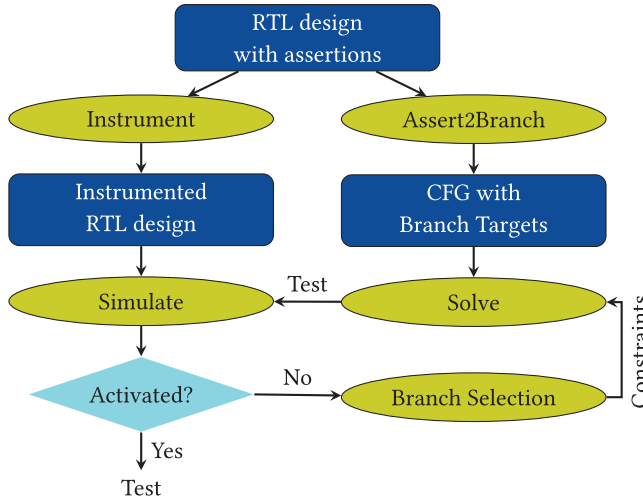 RTL design
with assertions
Instrument
Assert2Branch
Instrumented
RTL design
CFG with
Branch Targets
Test
Simulate
Solve
Constraints
Activated?
No
Branch Selection
Yes
Test